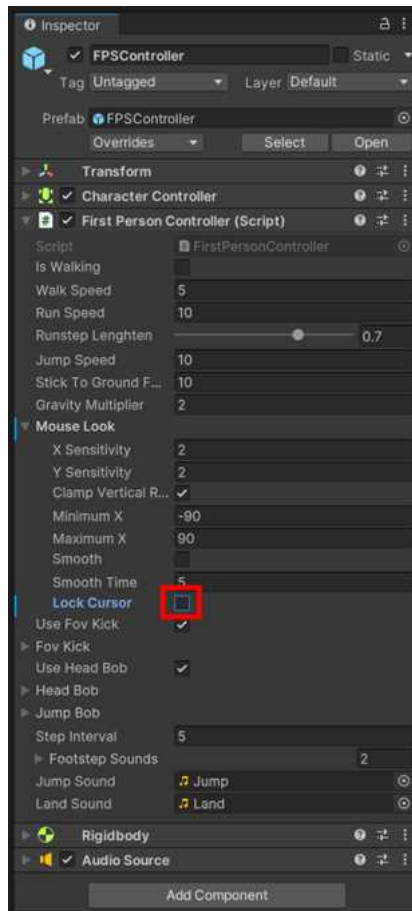 Inspector
FPSController Static
Tag Untagged Layer Default
Prefab FPSController
Overrides Select Open
Transform
Character Controller
First Person Controller (Script)
Script FirstPersonController
Is Walking
Walk Speed 5
Run Speed 10
Runstep Lenghten 0.7
Jump Speed 10
Stick To Ground F... 10
Gravity Multiplier 2
Mouse Look
X Sensitivity 2
Y Sensitivity 2
Clamp Vertical R...
Minimum X -90
Maximum X 90
Smooth
Smooth Time 5
Lock Cursor
Use Fov Kick
Fov Kick
Use Head Bob
Head Bob
Jump Bob
Step Interval 5
Footstep Sounds 2
Jump Sound Jump
Land Sound Land
Rigidbody
Audio Source
Add Component